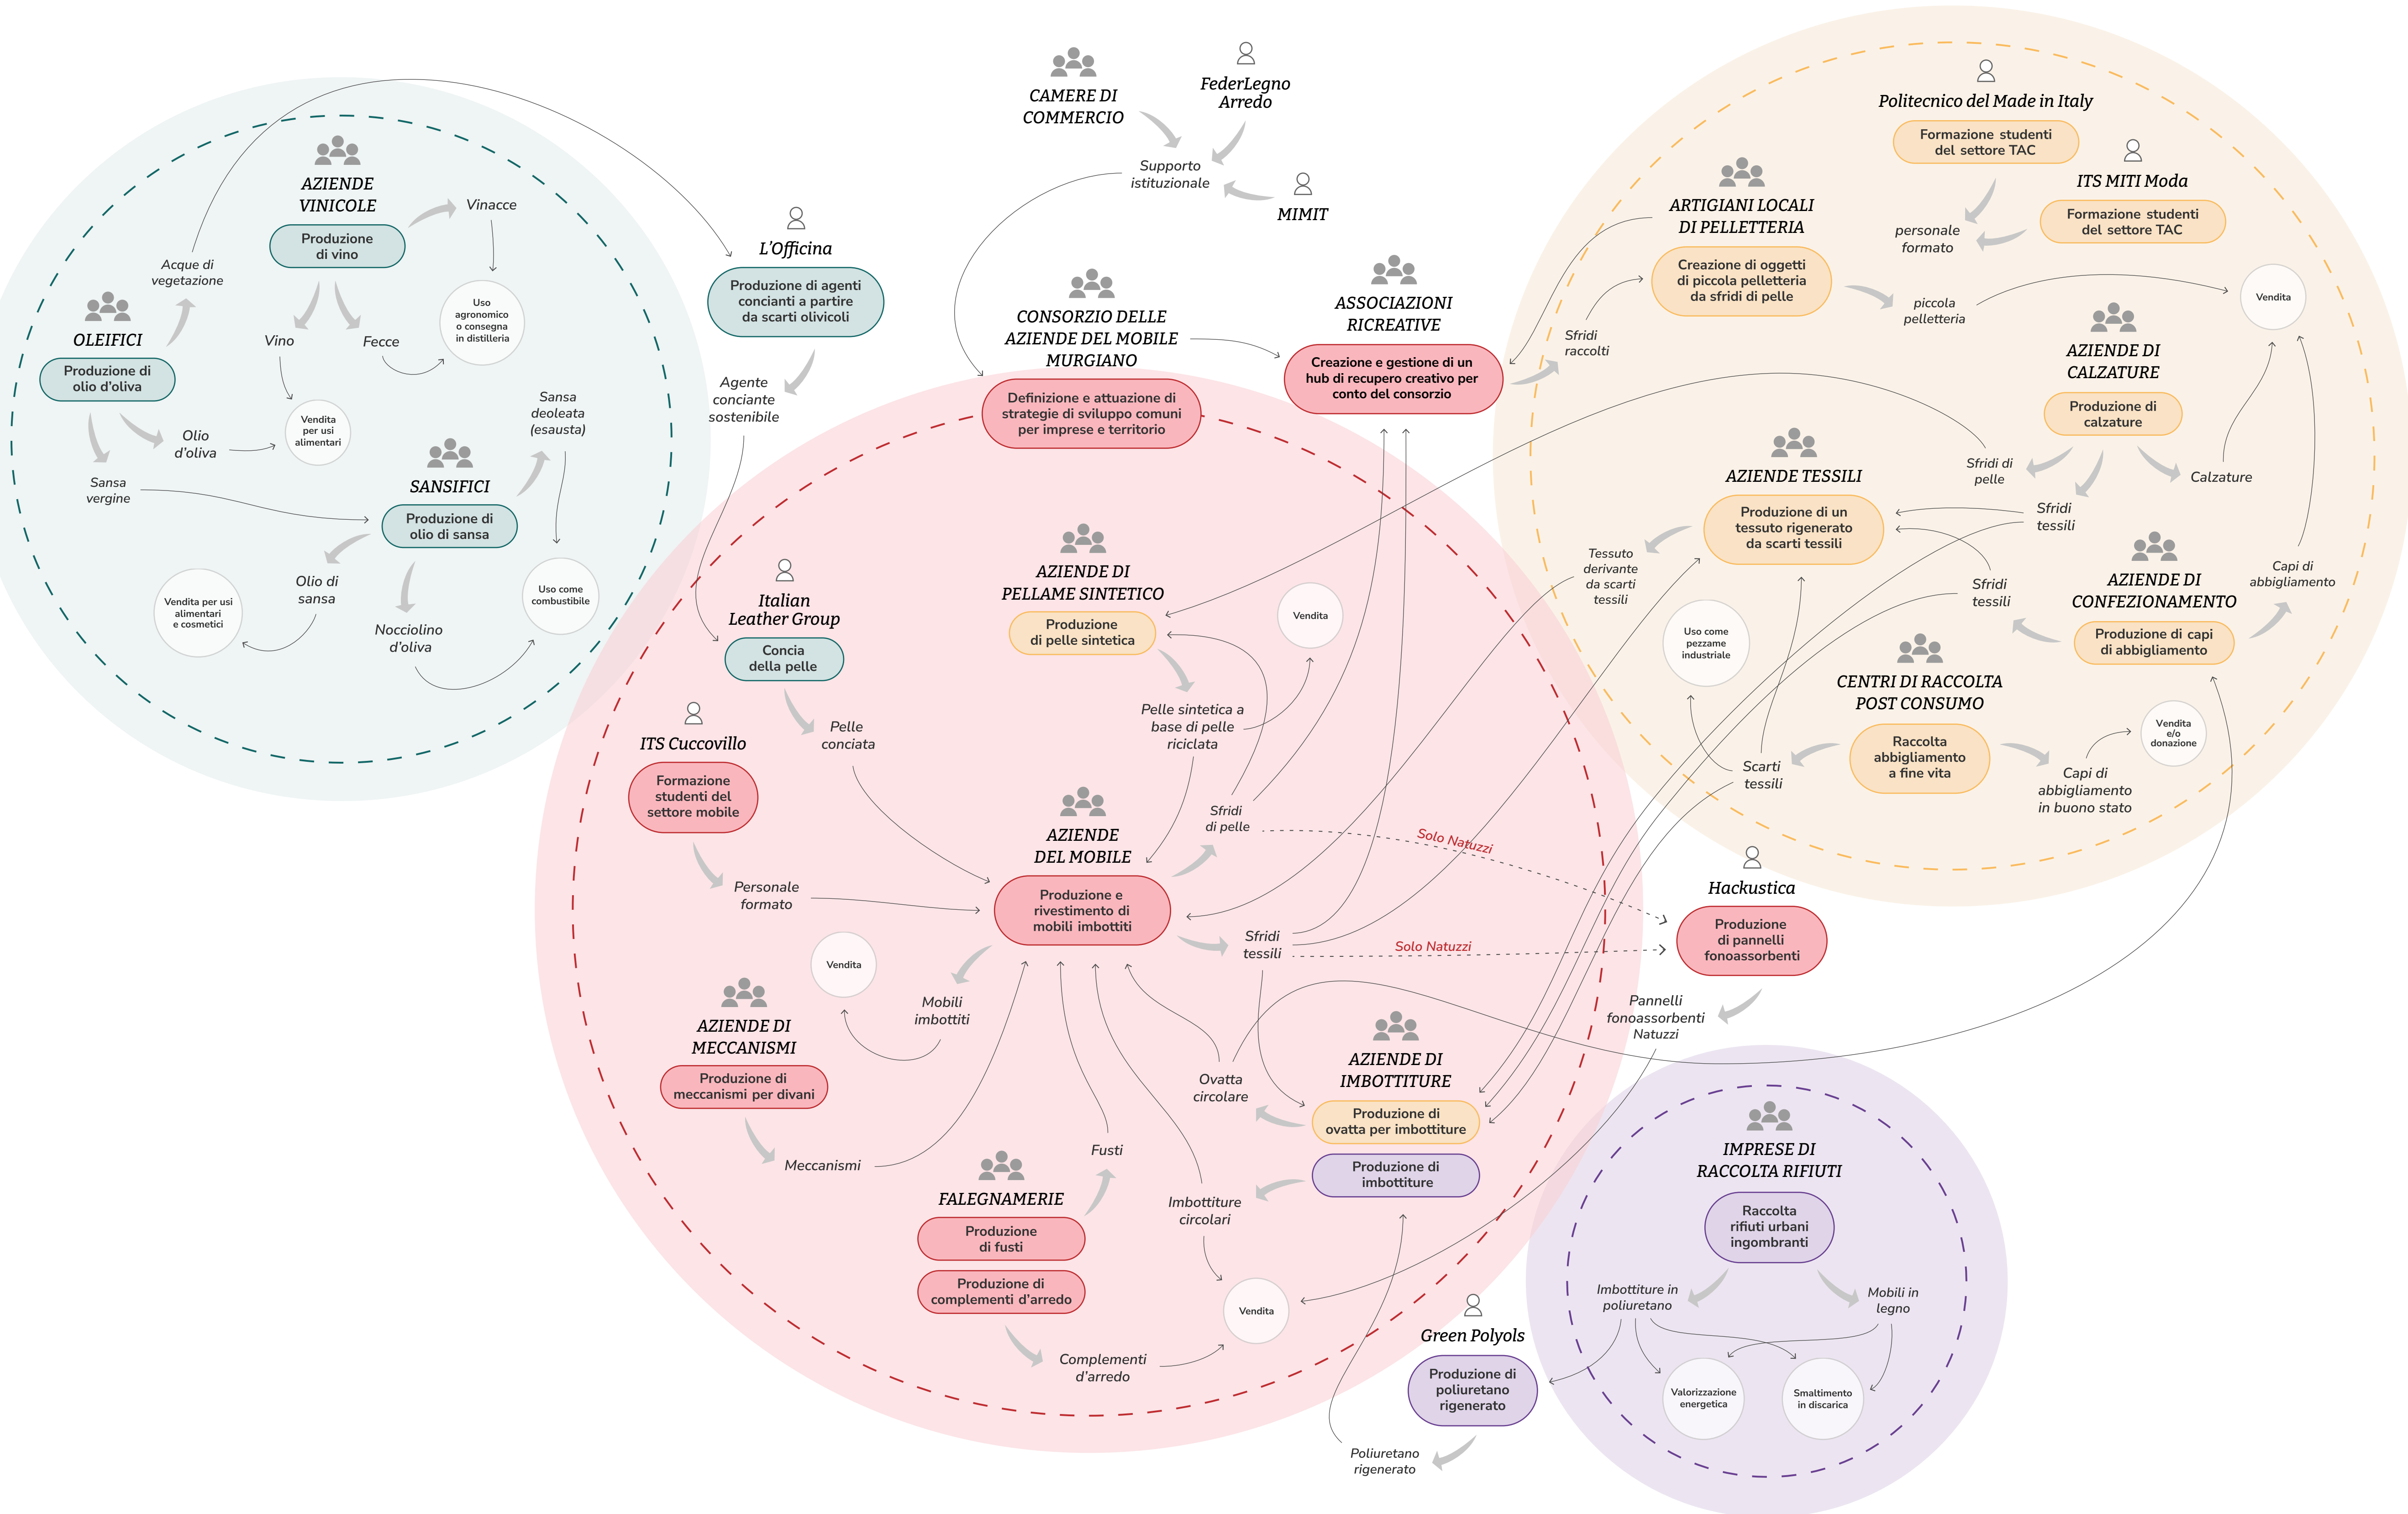 AZIENDE
VINICOLE
Produzione
di vino
Vinacce
Uso
agronomico
o consegna
in distilleria
Vino
Fecce
Vendita
per usi
alimentari
Acque di
vegetazione
OLEIFICI
Produzione di
olio d'oliva
Olio
d'oliva
Sansa
vergine
Sansa
deoleata
(esausta)
SANSIFICI
Produzione di
olio di sansa
Olio di
sansa
Vendita per usi
alimentari
e cosmetici
Nocciolino
d'oliva
Uso come
combustibile
L'Officina
Produzione di agenti
concianti a partire
da scarti olivicoli
Agente
conciante
sostenibile
CAMERE DI
COMMERCIO
FederLegno
Arredo
Supporto
istituzionale
MIMIT
CONSORZIO DELLE
AZIENDE DEL MOBILE
MURGIANO
Definizione e attuazione di
strategie di sviluppo comuni
per imprese e territorio
ASSOCIAZIONI
RICREATIVE
Creazione e gestione di un
hub di recupero creativo per
conto del consorzio
Sfridi
raccolti
ARTIGIANI LOCALI
DI PELLETTERIA
Creazione di oggetti
di piccola pelletteria
da sfridi di pelle
piccola
pelletteria
Politecnico del Made in Italy
Formazione studenti
del settore TAC
ITS MITI Moda
Formazione studenti
del settore TAC
personale
formato
Vendita
AZIENDE DI
CALZATURE
Produzione di
calzature
Sfridi di
pelle
Sfridi
tessili
Calzature
AZIENDE TESSILI
Produzione di un
tessuto rigenerato
da scarti tessili
Tessuto
derivante
da scarti
tessili
Uso come
pezzame
industriale
Sfridi
tessili
AZIENDE DI
CONFEZIONAMENTO
Produzione di capi
di abbigliamento
Capi di
abbigliamento
CENTRI DI RACCOLTA
POST CONSUMO
Raccolta
abbigliamento
a fine vita
Scarti
tessili
Capi di
abbigliamento
in buono stato
Vendita
e/o
donazione
Italian
Leather Group
Concia
della pelle
Pelle
conciata
AZIENDE DI
PELLAME SINTETICO
Produzione
di pelle sintetica
Pelle sintetica a
base di pelle
riciclata
Vendita
ITS Cuccovillo
Formazione
studenti del
settore mobile
Personale
formato
AZIENDE
DEL MOBILE
Produzione e
rivestimento di
mobili imbottiti
Sfridi
di pelle
Solo Natuzzi
Sfridi
tessili
Solo Natuzzi
Vendita
Mobili
imbottiti
AZIENDE DI
MECCANISMI
Produzione di
meccanismi per divani
Meccanismi
FALEGNAMERIE
Produzione
di fusti
Produzione di
complementi d'arredo
Fusti
Complementi
d'arredo
Ovatta
circolare
AZIENDE DI
IMBOTTITURE
Produzione di
ovatta per imbottiture
Produzione di
imbottiture
Imbottiture
circolari
Vendita
Hackustica
Produzione
di pannelli
fonoassorbenti
Pannelli
fonoassorbenti
Natuzzi
Green Polyols
Produzione di
poliuretano
rigenerato
Poliuretano
rigenerato
IMPRESE DI
RACCOLTA RIFIUTI
Raccolta
rifiuti urbani
ingombranti
Imbottiture in
poliuretano
Mobili in
legno
Valorizzazione
energetica
Smaltimento
in discarica